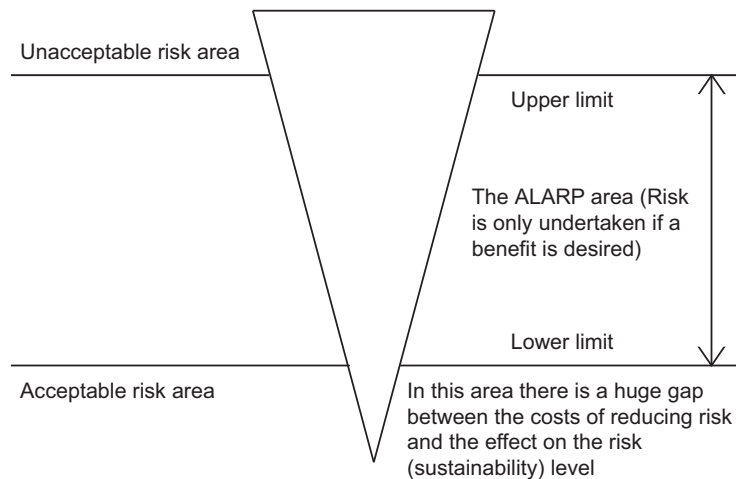 Unacceptable risk area
Upper limit
The ALARP area (Risk
is only undertaken if a
benefit is desired)
Lower limit
Acceptable risk area
In this area there is a huge gap
between the costs of reducing risk
and the effect on the risk
(sustainability) level